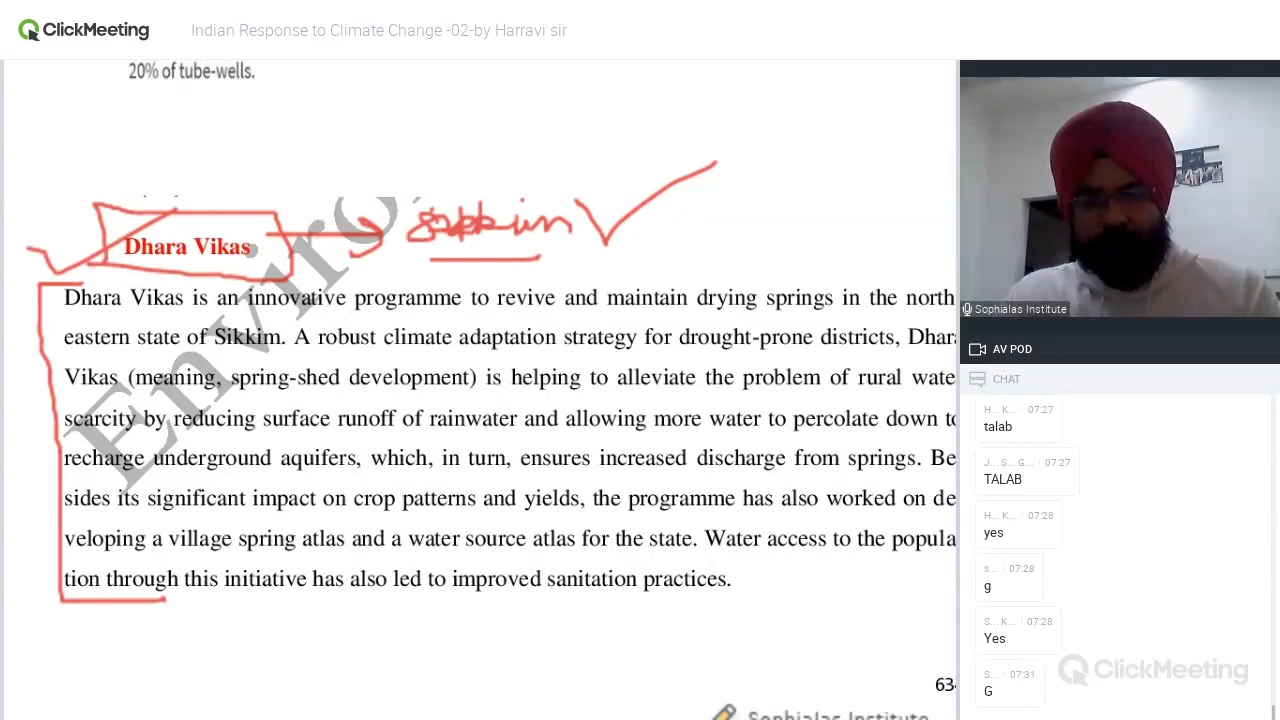 ClickMeeting
Indian Response to Climate Change -02-by Harravi sir
20% of tube-wells.
Enviro
Dhara Vikas
sikkim
Dhara Vikas is an innovative programme to revive and maintain drying springs in the north
eastern state of Sikkim. A robust climate adaptation strategy for drought-prone districts, Dhara
Vikas (meaning, spring-shed development) is helping to alleviate the problem of rural wate
scarcity by reducing surface runoff of rainwater and allowing more water to percolate down to
recharge underground aquifers, which, in turn, ensures increased discharge from springs. Be
sides its significant impact on crop patterns and yields, the programme has also worked on de
veloping a village spring atlas and a water source atlas for the state. Water access to the popula
tion through this initiative has also led to improved sanitation practices.
634
Sophialas Institute
Sophialas Institute
AV POD
CHAT
H... K... 07:27
talab
J... S... G... 07:27
TALAB
H... K... 07:28
yes
s... 07:28
g
S... K... 07:28
Yes
S... 07:31
G
ClickMeeting